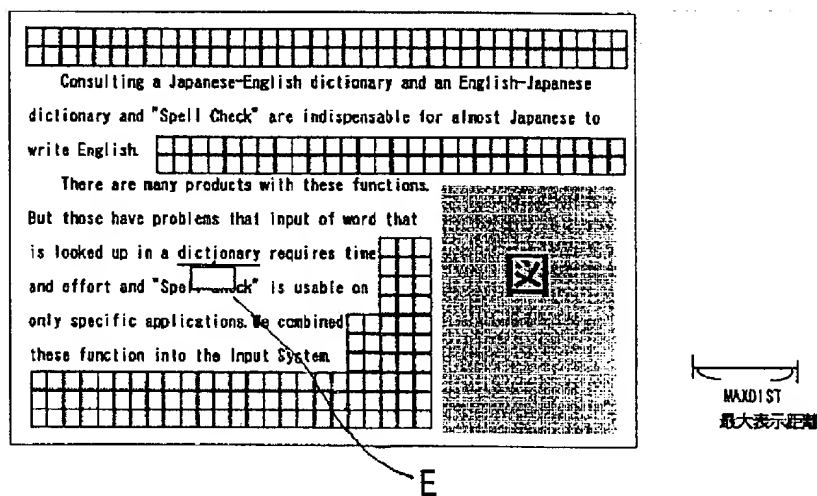 Consulting a Japanese-English dictionary and an English-Japanese
dictionary and "Spell Check" are indispensable for almost Japanese to
write English.
There are many products with these functions.
But those have problems that input of word that
is looked up in a dictionary requires time
図
and effort and "Spel ck" is usable on
only specific applications. We combined
these function into the Input System
MAXDIST
最大表示距離
E